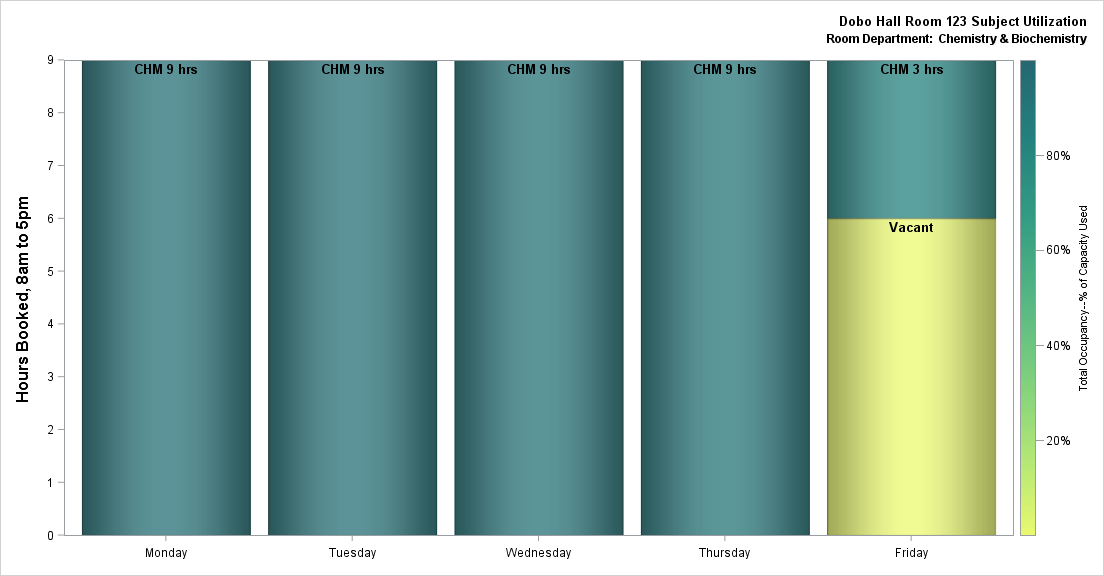 Dobo Hall Room 123 Subject Utilization
Room Department: Chemistry & Biochemistry
Hours Booked, 8am to 5pm
9
8
7
6
5
4
3
2
1
0
CHM 9 hrs
CHM 9 hrs
CHM 9 hrs
CHM 9 hrs
CHM 3 hrs
Vacant
Monday
Tuesday
Wednesday
Thursday
Friday
80%
60%
40%
20%
Total Occupancy--% of Capacity Used